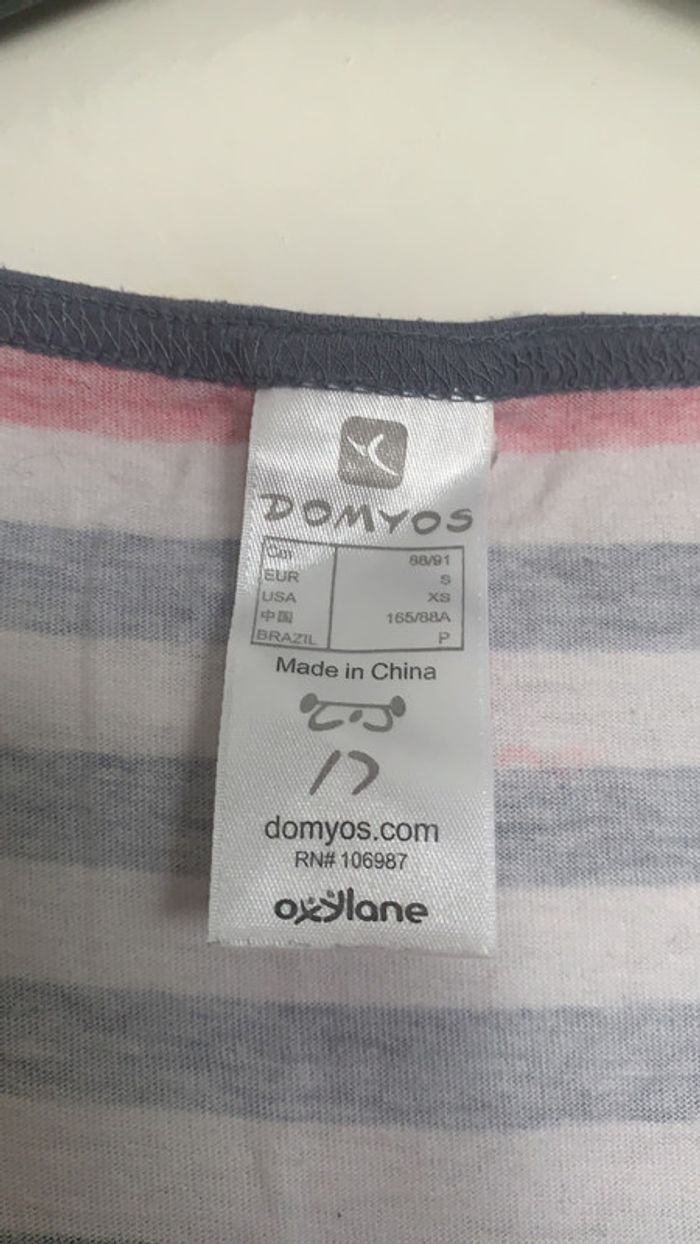 DOMYOS
Cm 88/91
EUR S
USA XS
中国 165/88A
BRAZIL P
Made in China
domyos.com
RN# 106987
oxylane